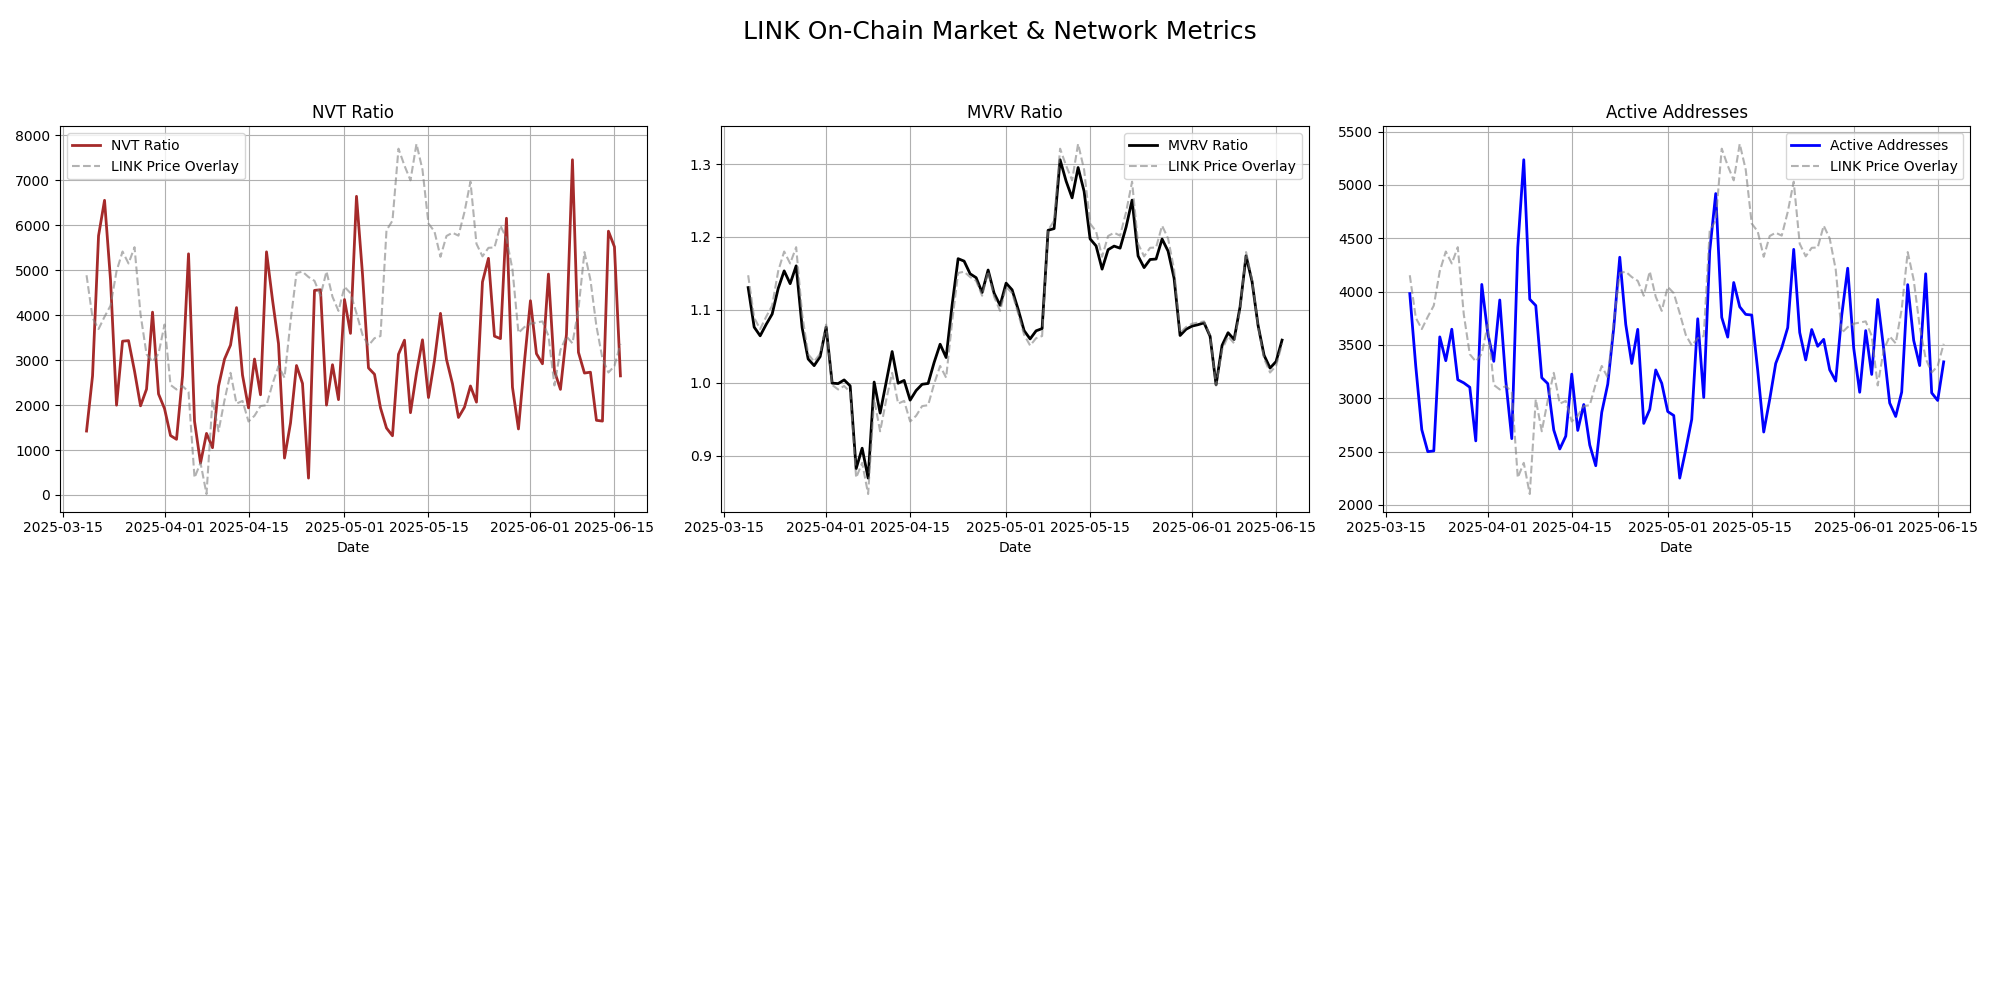 LINK On-Chain Market & Network Metrics
NVT Ratio
NVT Ratio
LINK Price Overlay
8000
7000
6000
5000
4000
3000
2000
1000
0
2025-03-15 2025-04-01 2025-04-15 2025-05-01 2025-05-15 2025-06-01 2025-06-15
Date
MVRV Ratio
MVRV Ratio
LINK Price Overlay
1.3
1.2
1.1
1.0
0.9
2025-03-15 2025-04-01 2025-04-15 2025-05-01 2025-05-15 2025-06-01 2025-06-15
Date
Active Addresses
Active Addresses
LINK Price Overlay
5500
5000
4500
4000
3500
3000
2500
2000
2025-03-15 2025-04-01 2025-04-15 2025-05-01 2025-05-15 2025-06-01 2025-06-15
Date